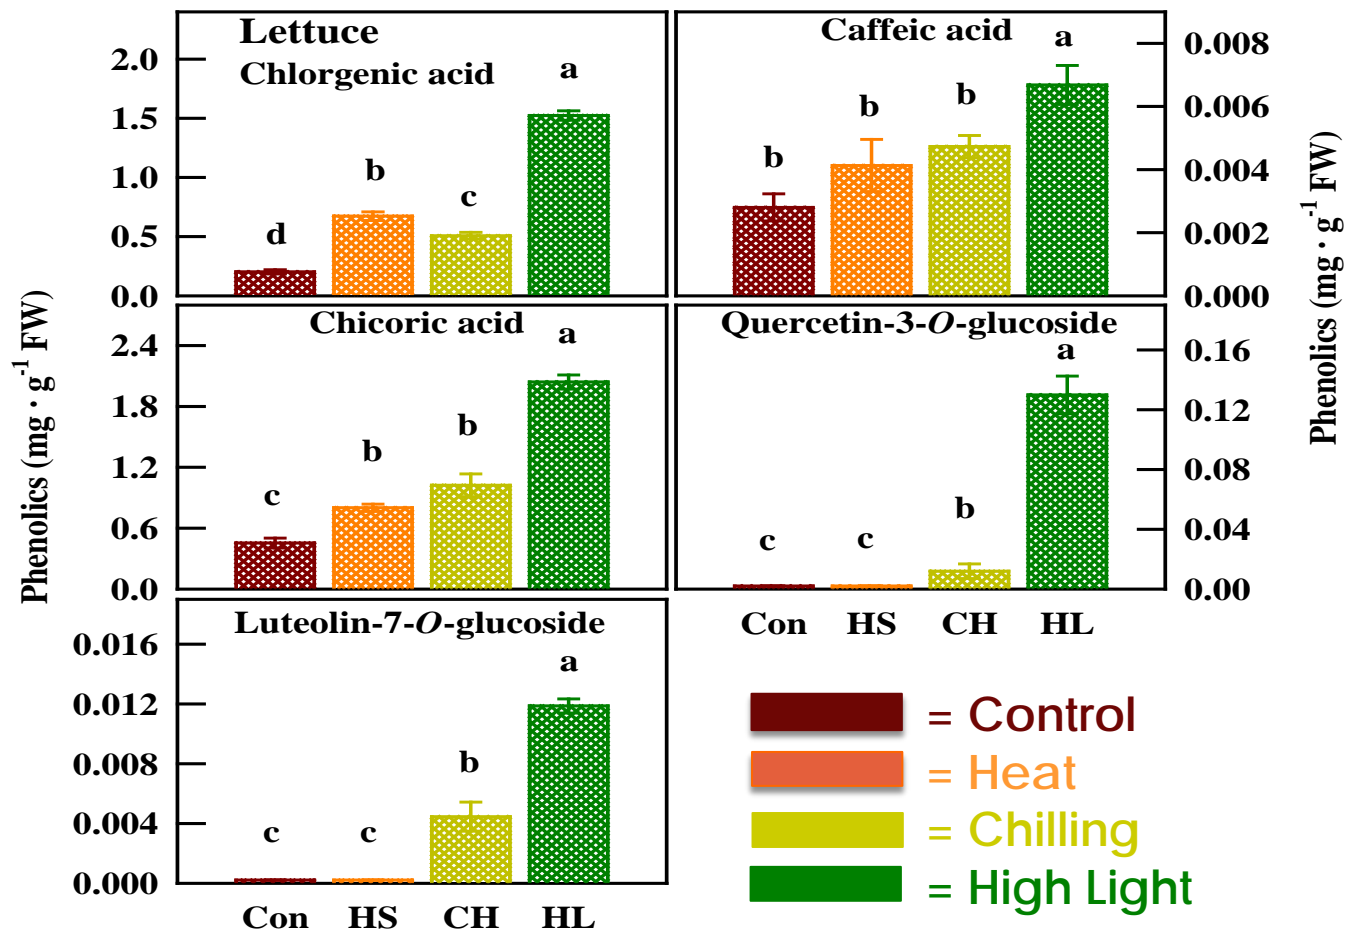 Lettuce
Chlorgenic acid
2.0
1.5
1.0
0.5
0.0
d
b
c
a
Caffeic acid
0.008
0.006
0.004
0.002
0.000
b
b
b
a
Chicoric acid
2.4
1.8
1.2
0.6
0.0
c
b
b
a
Quercetin-3-O-glucoside
0.16
0.12
0.08
0.04
0.00
c
c
b
a
Con HS CH HL
Luteolin-7-O-glucoside
0.016
0.012
0.008
0.004
0.000
c
c
b
a
Con HS CH HL
Phenolics (mg · g⁻¹ FW)
Phenolics (mg · g⁻¹ FW)
= Control
= Heat
= Chilling
= High Light